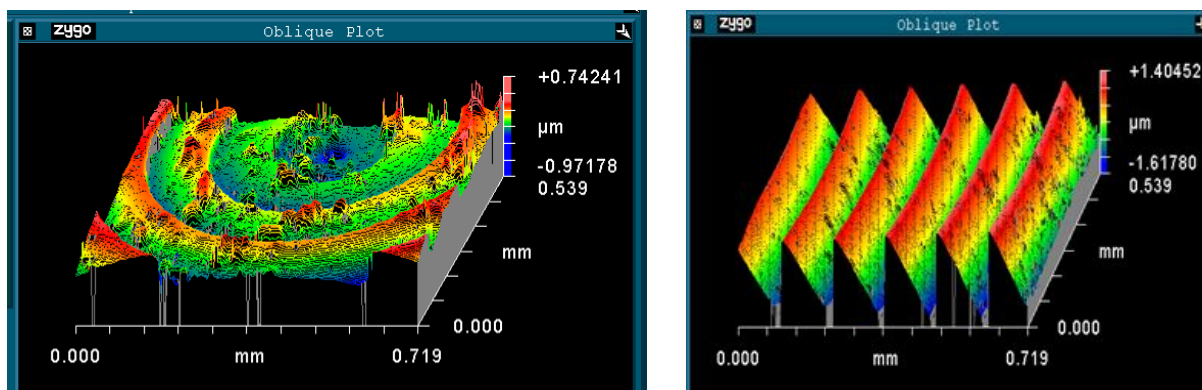 zygo Oblique Plot
+0.74241
µm
-0.97178
0.539
mm
0.000
0.000 mm 0.719
zygo Oblique Plot
+1.40452
µm
-1.61780
0.539
mm
0.000
0.000 mm 0.719